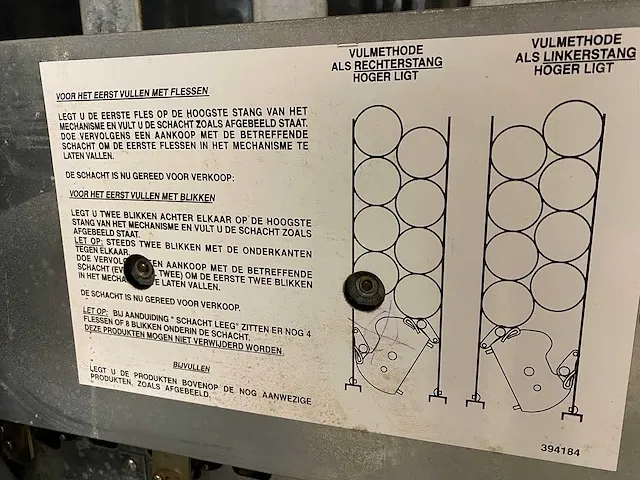 VOOR HET EERST VULLEN MET FLESSEN
LEGT U DE EERSTE FLES OP DE HOOGSTE STANG VAN HET
MECHANISME EN VULT U DE SCHACHT ZOALS AFGEBEELD STAAT.
DOE VERVOLGENS EEN AANKOOP MET DE BETREFFENDE
SCHACHT OM DE EERSTE FLESSEN IN HET MECHANISME TE
LATEN VALLEN.
DE SCHACHT IS NU GEREED VOOR VERKOOP:
VOOR HET EERST VULLEN MET BLIKKEN
LEGT U TWEE BLIKKEN ACHTER ELKAAR OP DE HOOGSTE
STANG VAN HET MECHANISME EN VULT U DE SCHACHT ZOALS
AFGEBEELD STAAT.
LET OP: STEEDS TWEE BLIKKEN MET DE ONDERKANTEN
TEGEN ELKAAR
DOE EEN AANKOOP MET DE BETREFFENDE
SCHACHT TWEE) OM DE EERSTE TWEE BLIKKEN
IN HET TE LATEN VALLEN.
DE SCHACHT IS NU GEREED VOOR VERKOOP.
LET OP: BIJ AANDUIDING "SCHACHT LEEG" ZITTEN ER NOG 4
FLESSEN OF 8 BLIKKEN ONDERIN DE SCHACHT.
DEZE PRODUKTEN MOGEN NIET VERWIJDERD WORDEN.
BIJVULLEN
LEGT U DE PRODUKTEN BOVENOP DE NOG AANWEZIGE
PRODUKTEN, ZOALS AFGEBEELD.
VULMETHODE
ALS RECHTERSTANG
HOGER LIGT
VULMETHODE
ALS LINKERSTANG
HOGER LIGT
394184